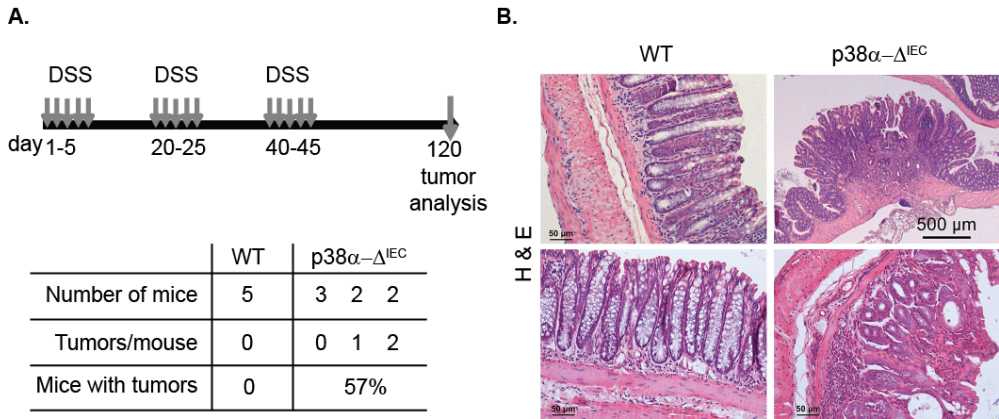 A.
DSS DSS DSS
day 1-5 20-25 40-45 120
tumor
analysis
WT p38α−Δᴵᴱᶜ
Number of mice 5 3 2 2
Tumors/mouse 0 0 1 2
Mice with tumors 0 57%
B.
WT p38α−Δᴵᴱᶜ
H & E
50 µm
500 µm
50 µm
50 µm